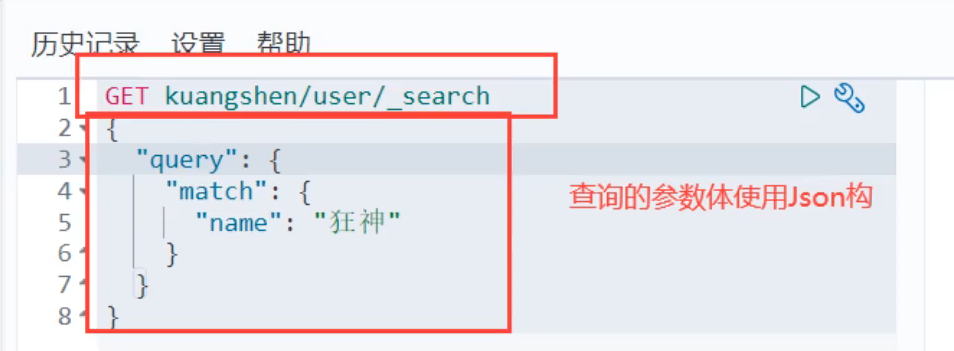 历史记录 设置 帮助
1 GET kuangshen/user/_search
2 {
3 "query": {
4 "match": {
5 "name": "狂神"
6 }
7 }
8 }
查询的参数体使用Json构